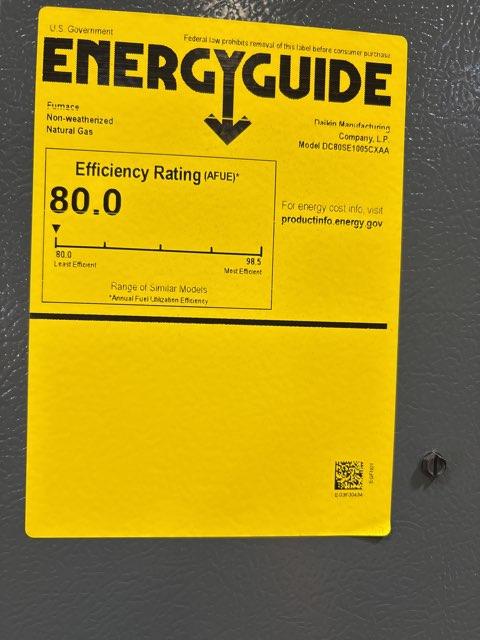 U.S. Government
Federal law prohibits removal of this label before consumer purchase.
ENERGYGUIDE
Furnace
Non-weatherized
Natural Gas
Daikin Manufacturing
Company, L.P.
Model DC80SE1005CXAA
Efficiency Rating (AFUE)*
80.0
80.0
Least Efficient
98.5
Most Efficient
Range of Similar Models
*Annual Fuel Utilization Efficiency
For energy cost info, visit
productinfo.energy.gov